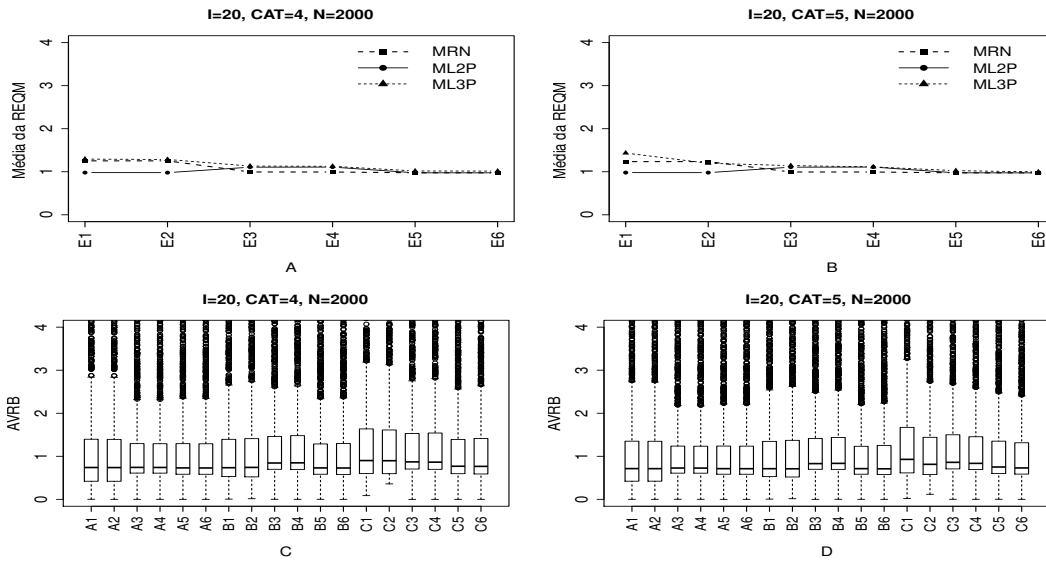 I=20, CAT=4, N=2000
MRN
ML2P
ML3P
Média da REQM
4
3
2
1
0
E1 E2 E3 E4 E5 E6
A
I=20, CAT=5, N=2000
MRN
ML2P
ML3P
Média da REQM
4
3
2
1
0
E1 E2 E3 E4 E5 E6
B
I=20, CAT=4, N=2000
AVRB
4
3
2
1
0
A1 A2 A3 A4 A5 A6 B1 B2 B3 B4 B5 B6 C1 C2 C3 C4 C5 C6
C
I=20, CAT=5, N=2000
AVRB
4
3
2
1
0
A1 A2 A3 A4 A5 A6 B1 B2 B3 B4 B5 B6 C1 C2 C3 C4 C5 C6
D